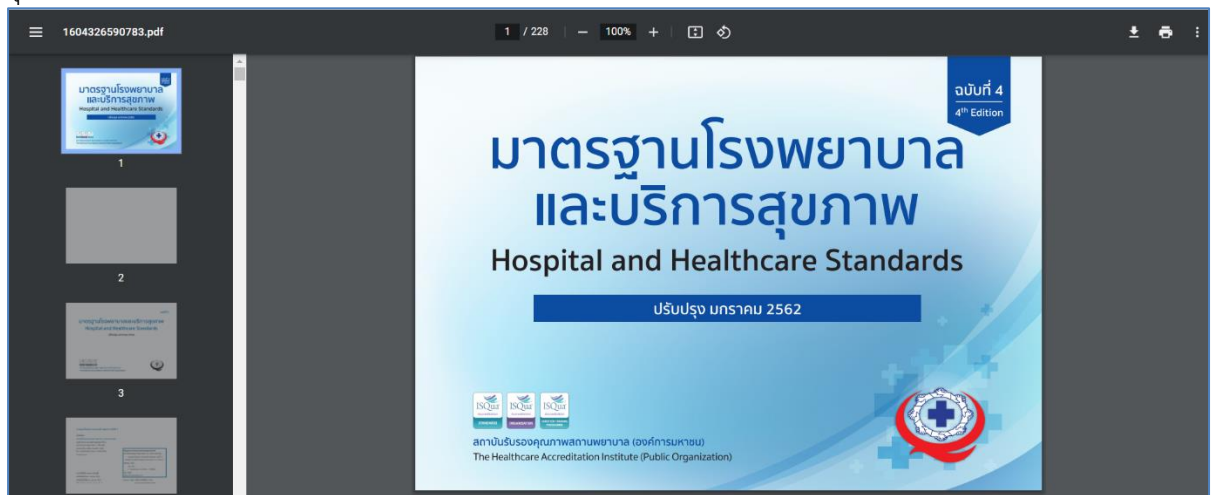 1604326590783.pdf
1 / 228
100%
ฉบับที่ 4
4th Edition
มาตรฐานโรงพยาบาล
และบริการสุขภาพ
Hospital and Healthcare Standards
ปรับปรุง มกราคม 2562
ISQua ISQua ISQua
สถาบันรับรองคุณภาพสถานพยาบาล (องค์การมหาชน)
The Healthcare Accreditation Institute (Public Organization)
มาตรฐานโรงพยาบาล
และบริการสุขภาพ
Hospital and Healthcare Standards
1
2
3